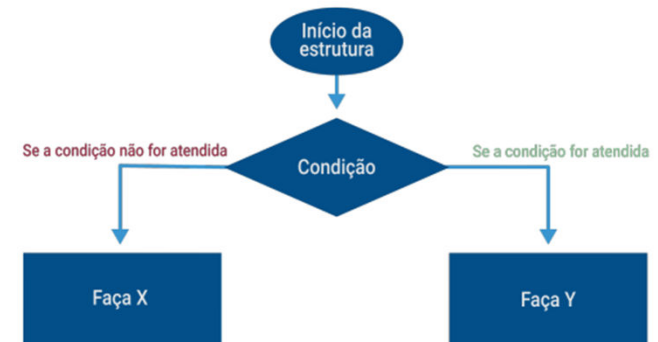 Início da
estrutura
Se a condição não for atendida
Condição
Se a condição for atendida
Faça X
Faça Y